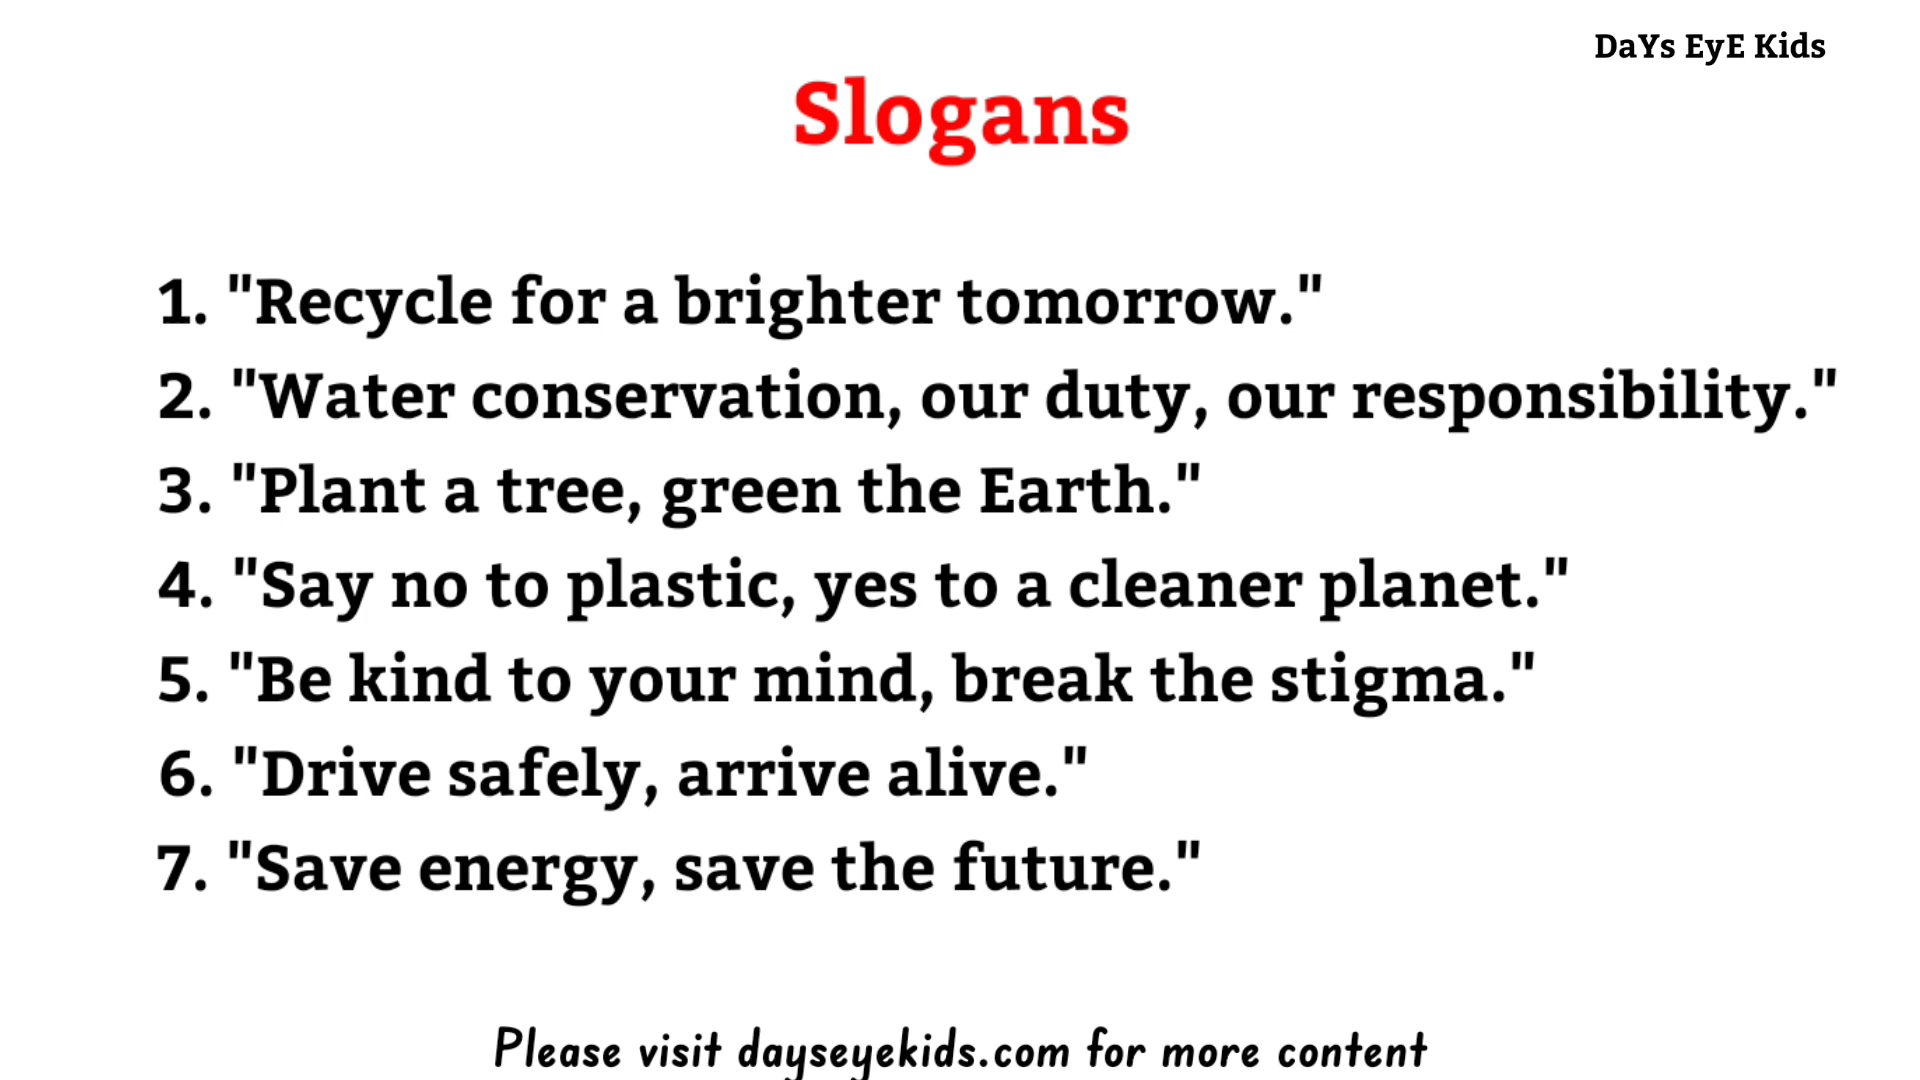 DaYs EyE Kids
Slogans
1. "Recycle for a brighter tomorrow."
2. "Water conservation, our duty, our responsibility."
3. "Plant a tree, green the Earth."
4. "Say no to plastic, yes to a cleaner planet."
5. "Be kind to your mind, break the stigma."
6. "Drive safely, arrive alive."
7. "Save energy, save the future."
Please visit dayseyekids.com for more content